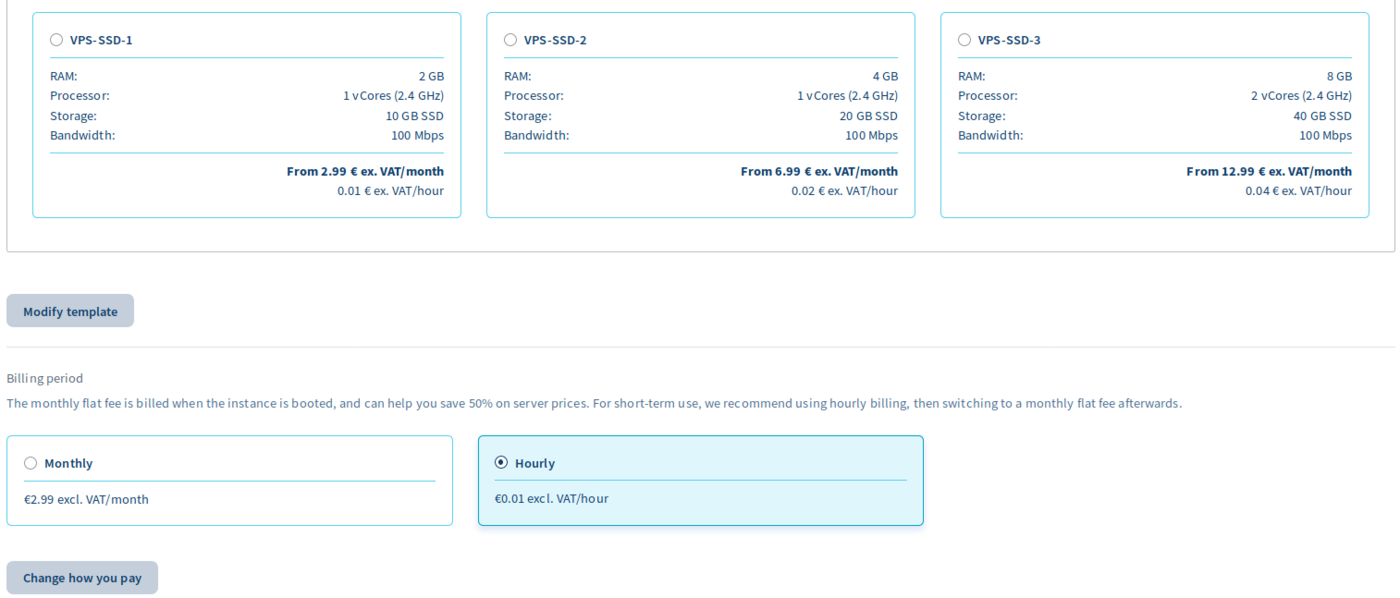 VPS-SSD-1
RAM: 2 GB
Processor: 1 vCores (2.4 GHz)
Storage: 10 GB SSD
Bandwidth: 100 Mbps
From 2.99 € ex. VAT/month
0.01 € ex. VAT/hour
VPS-SSD-2
RAM: 4 GB
Processor: 1 vCores (2.4 GHz)
Storage: 20 GB SSD
Bandwidth: 100 Mbps
From 6.99 € ex. VAT/month
0.02 € ex. VAT/hour
VPS-SSD-3
RAM: 8 GB
Processor: 2 vCores (2.4 GHz)
Storage: 40 GB SSD
Bandwidth: 100 Mbps
From 12.99 € ex. VAT/month
0.04 € ex. VAT/hour
Modify template
Billing period
The monthly flat fee is billed when the instance is booted, and can help you save 50% on server prices. For short-term use, we recommend using hourly billing, then switching to a monthly flat fee afterwards.
Monthly
€2.99 excl. VAT/month
Hourly
€0.01 excl. VAT/hour
Change how you pay